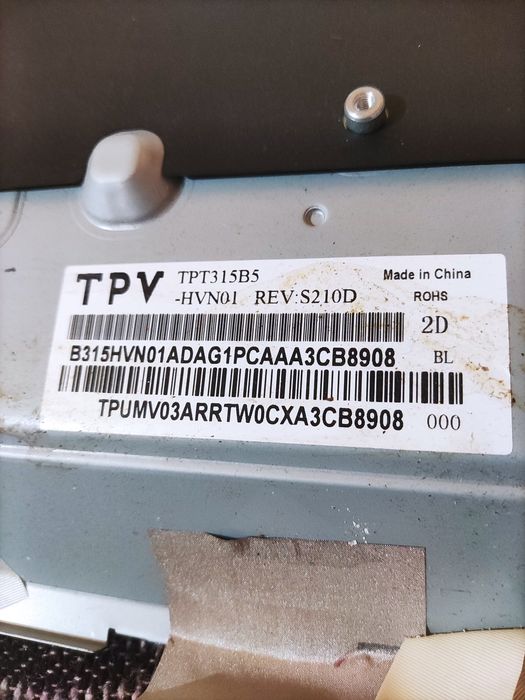 TPV TPT315B5 Made in China
-HVN01 REV:S210D ROHS
2D
B315HVN01ADAG1PCAAA3CB8908 BL
TPUMV03ARRTW0CXA3CB8908 000